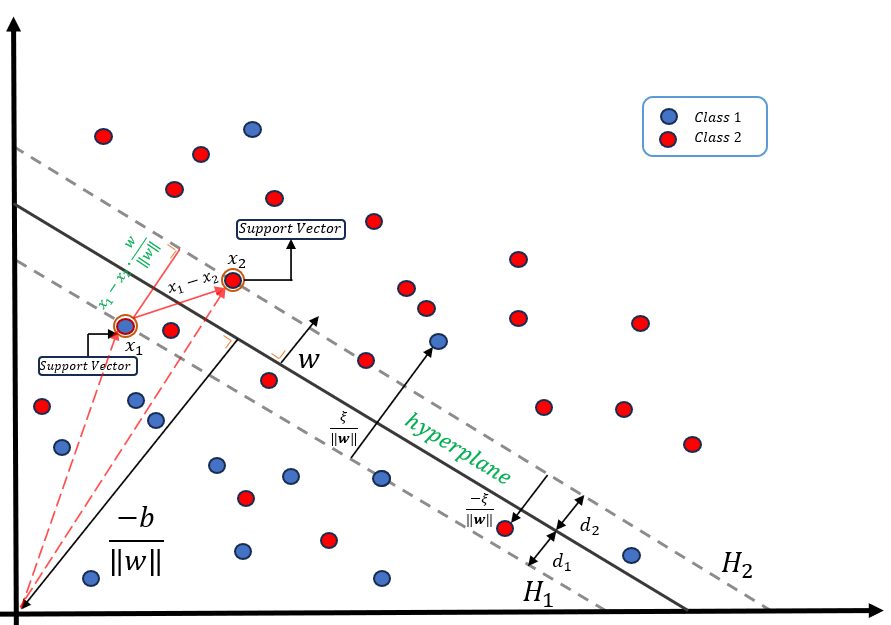 Class 1
Class 2
Support Vector
x₂
x₁ − x₂ · w/‖w‖
x₁ − x₂
x₁
Support Vector
w
ξ/‖w‖
hyperplane
−ξ/‖w‖
−b/‖w‖
d₂
d₁
H₂
H₁